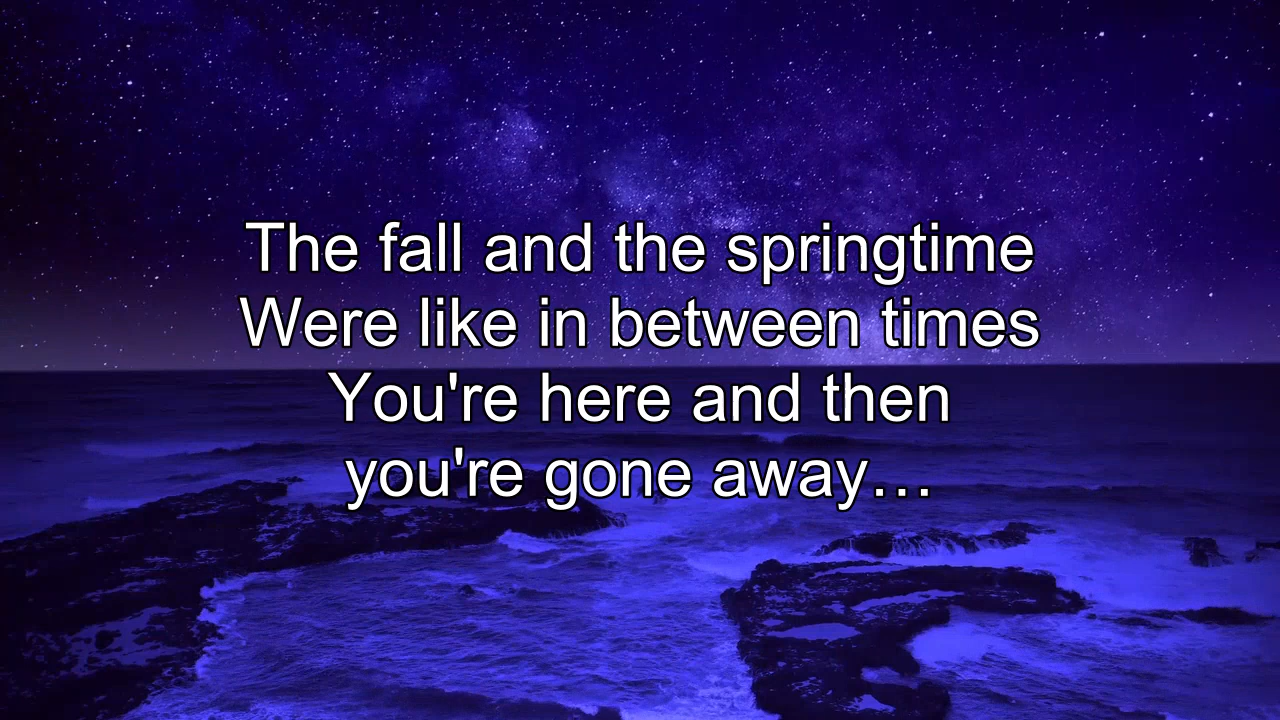 The fall and the springtime
Were like in between times
You're here and then
you're gone away…